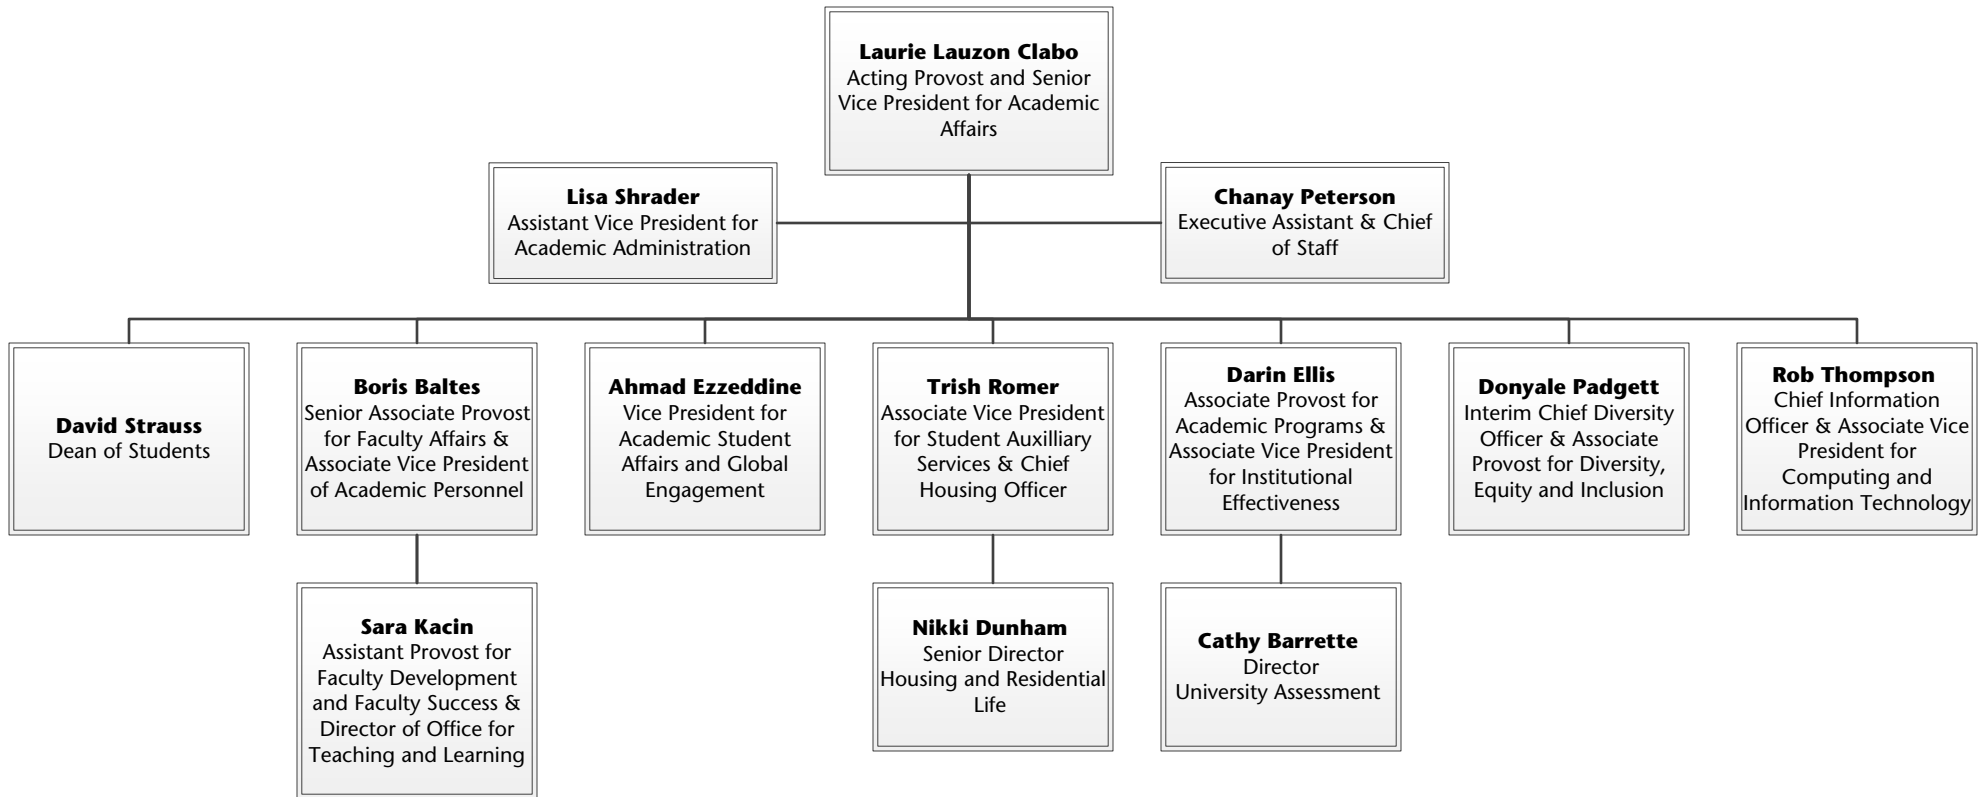 Laurie Lauzon Clabo
Acting Provost and Senior
Vice President for Academic
Affairs
Lisa Shrader
Assistant Vice President for
Academic Administration
Chanay Peterson
Executive Assistant & Chief
of Staff
David Strauss
Dean of Students
Boris Baltes
Senior Associate Provost
for Faculty Affairs &
Associate Vice President
of Academic Personnel
Ahmad Ezzeddine
Vice President for
Academic Student
Affairs and Global
Engagement
Trish Romer
Associate Vice President
for Student Auxilliary
Services & Chief
Housing Officer
Darin Ellis
Associate Provost for
Academic Programs &
Associate Vice President
for Institutional
Effectiveness
Donyale Padgett
Interim Chief Diversity
Officer & Associate
Provost for Diversity,
Equity and Inclusion
Rob Thompson
Chief Information
Officer & Associate Vice
President for
Computing and
Information Technology
Sara Kacin
Assistant Provost for
Faculty Development
and Faculty Success &
Director of Office for
Teaching and Learning
Nikki Dunham
Senior Director
Housing and Residential
Life
Cathy Barrette
Director
University Assessment